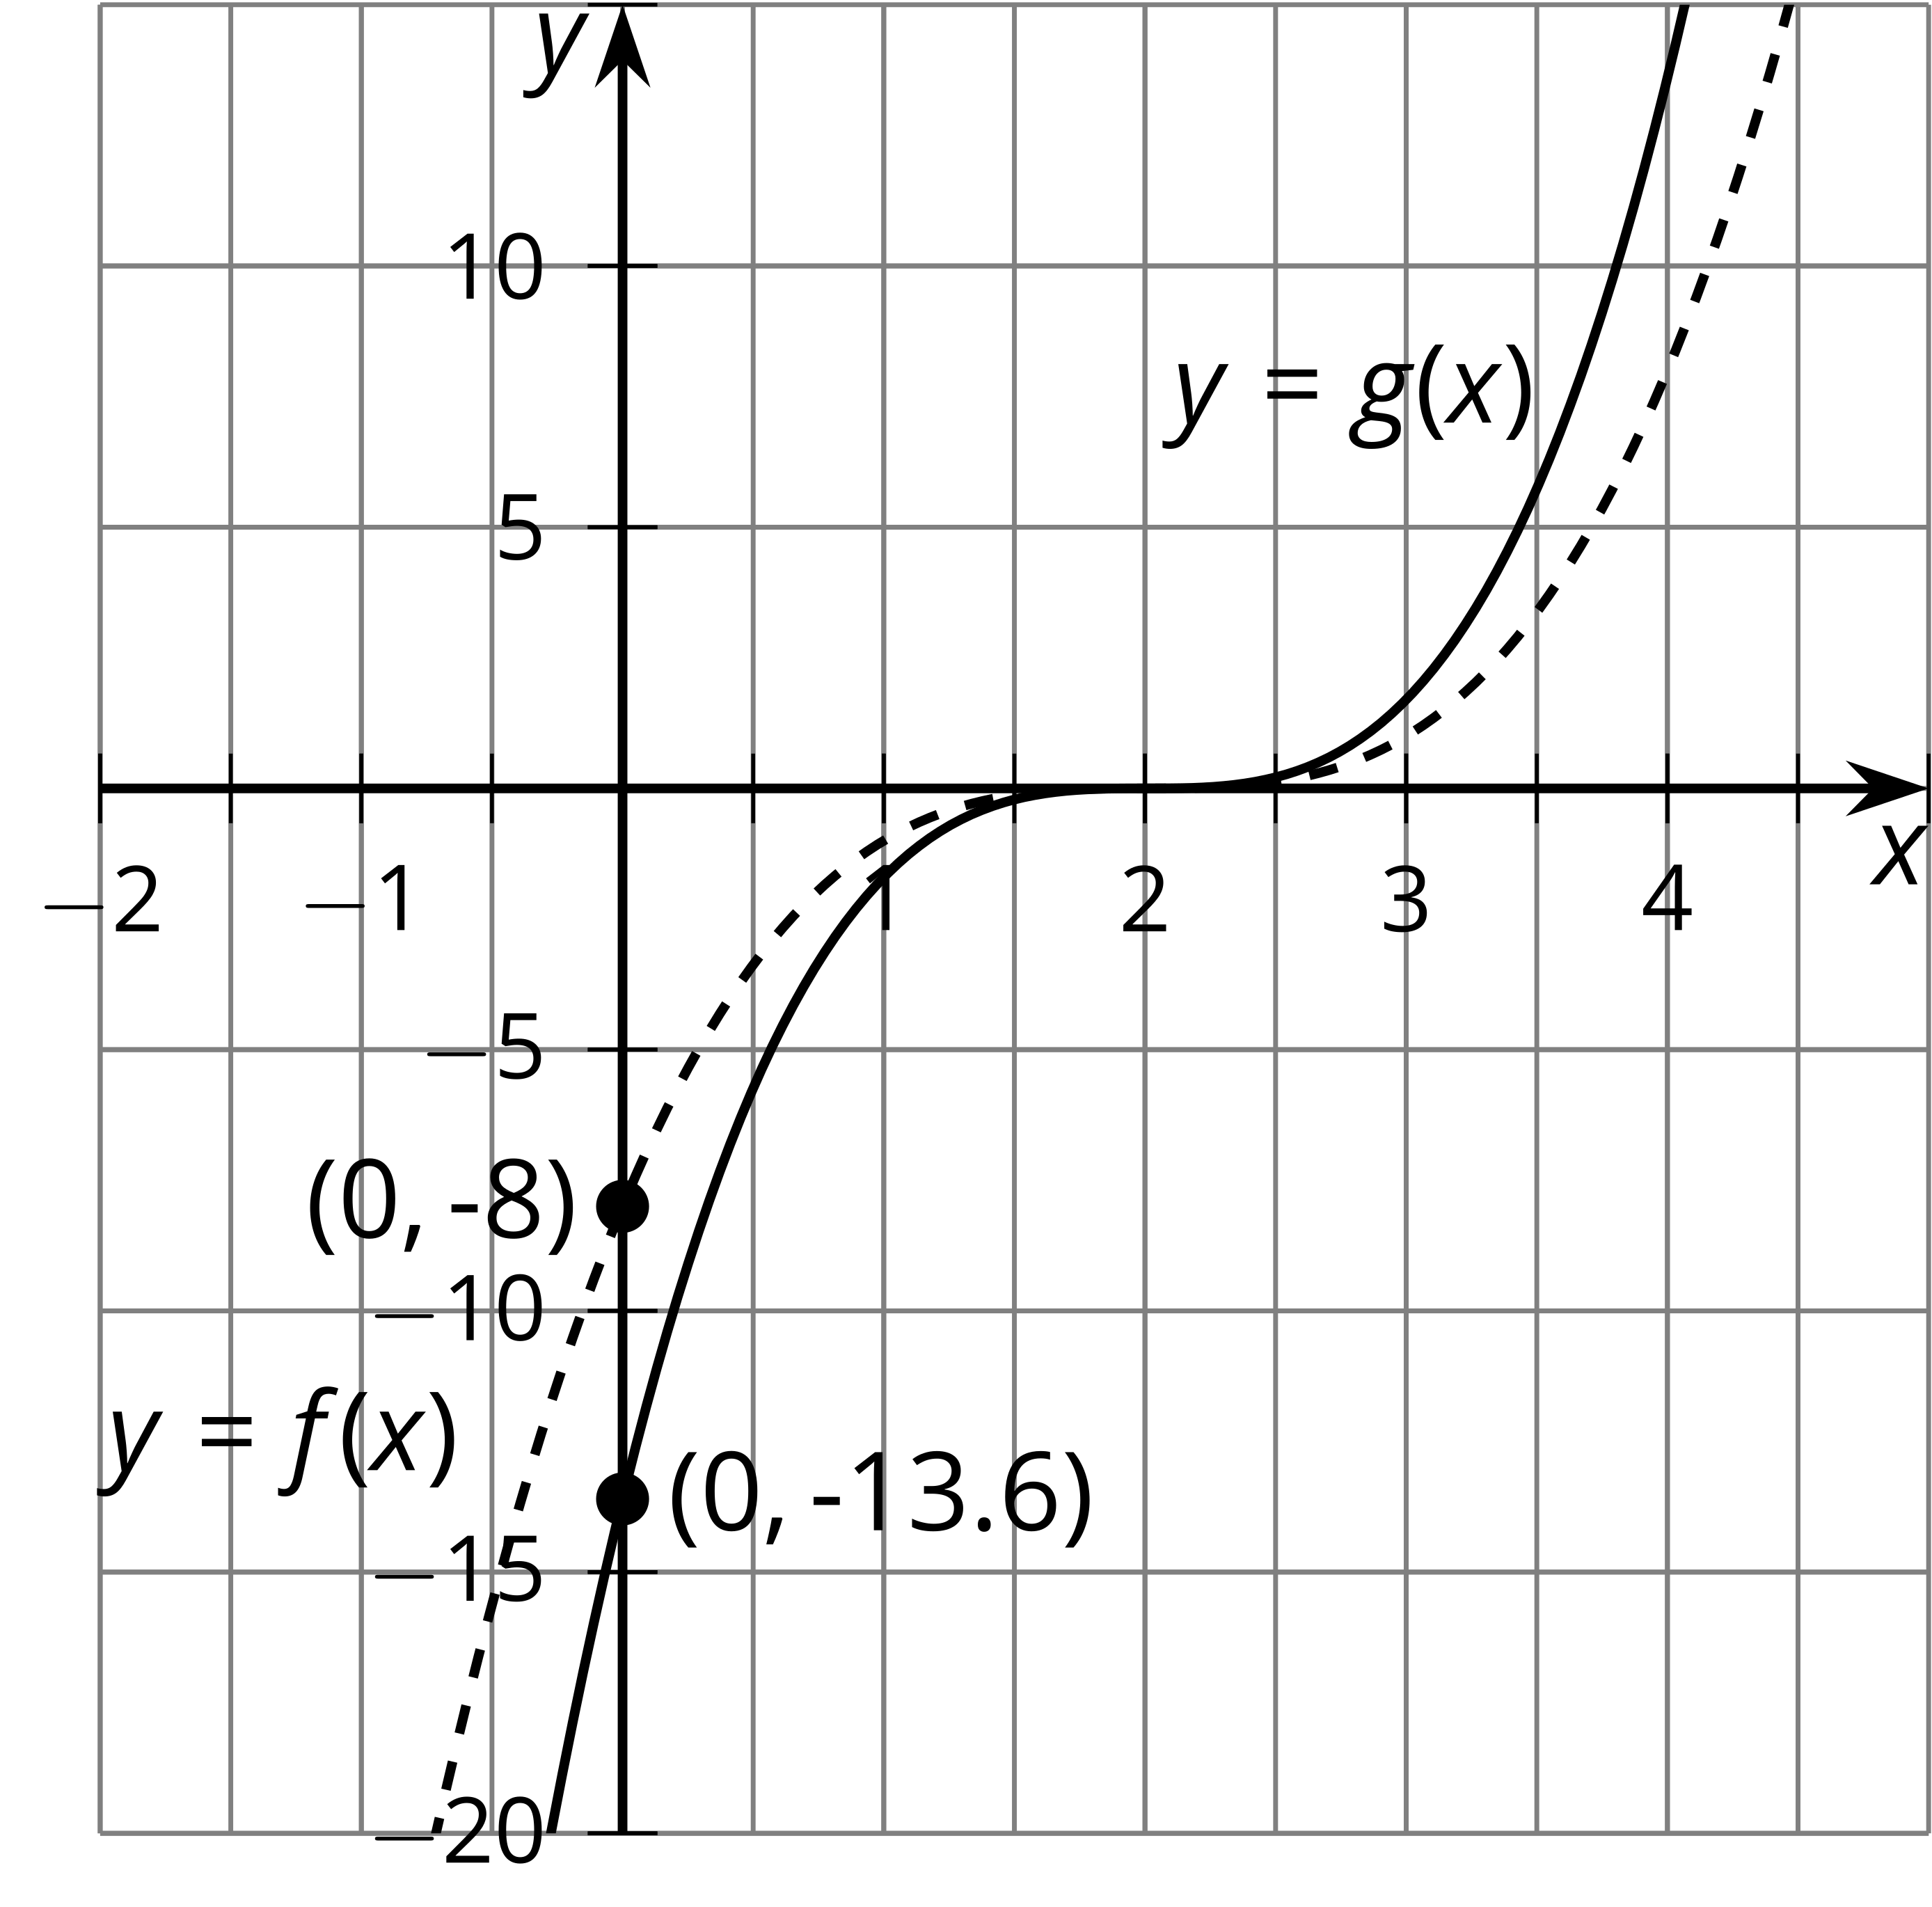 y
10
y = g(x)
5
x
−2 −1 1 2 3 4
−5
(0, -8)
−10
y = f(x)
(0, -13.6)
−15
−20